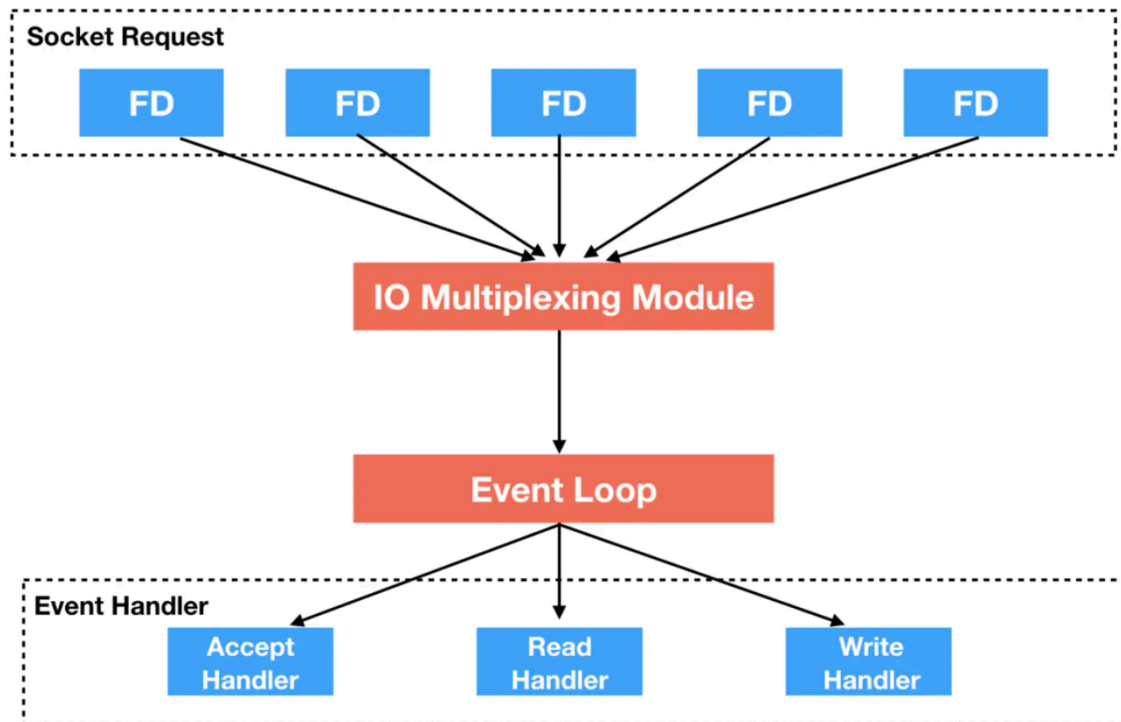 Socket Request
FD
FD
FD
FD
FD
IO Multiplexing Module
Event Loop
Event Handler
Accept
Handler
Read
Handler
Write
Handler